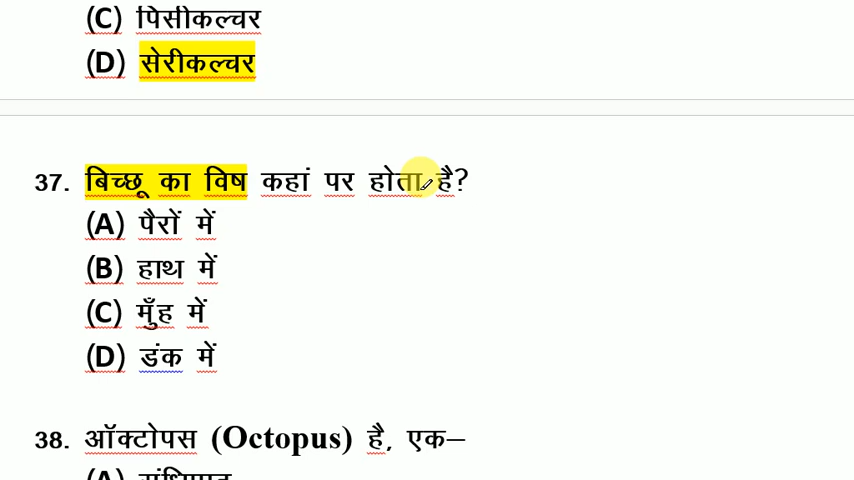 (C) पिसीकल्चर
(D) सेरीकल्चर
37. बिच्छू का विष कहां पर होता है?
(A) पैरों में
(B) हाथ में
(C) मुँह में
(D) डंक में
38. ऑक्टोपस (Octopus) है, एक–
(A)